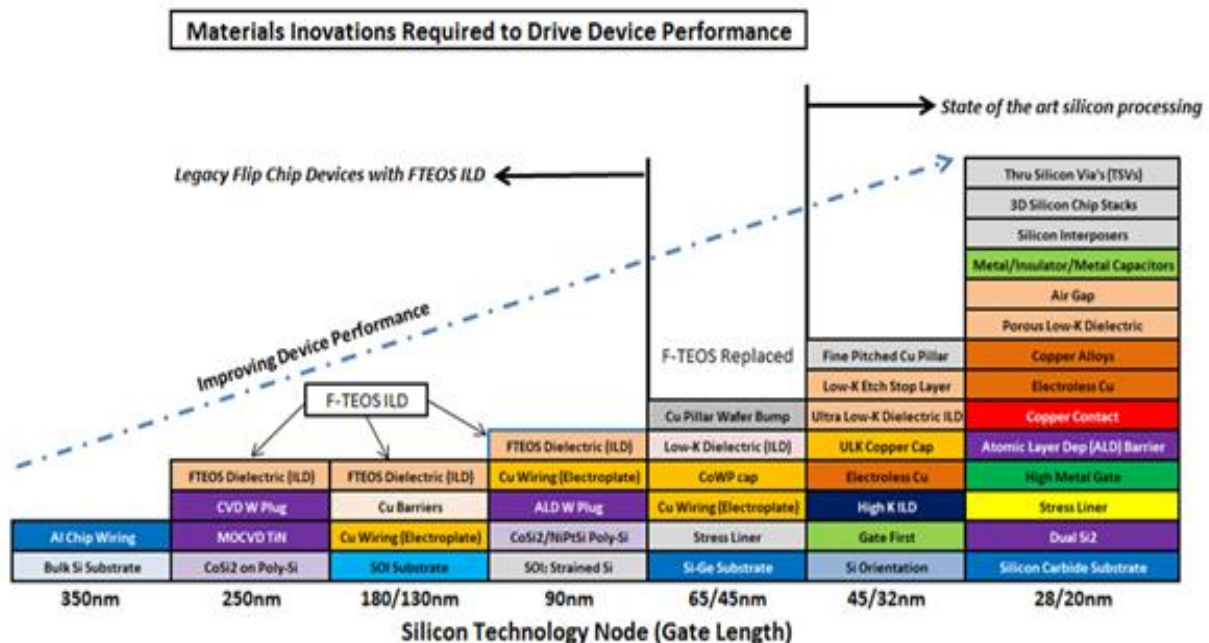 Materials Inovations Required to Drive Device Performance
State of the art silicon processing
Legacy Flip Chip Devices with FTEOS ILD
Improving Device Performance
F-TEOS ILD
F-TEOS Replaced
Al Chip Wiring
Bulk Si Substrate
350nm
FTEOS Dielectric (ILD)
CVD W Plug
MOCVD TiN
CoSi2 on Poly-Si
250nm
FTEOS Dielectric (ILD)
Cu Barriers
Cu Wiring (Electroplate)
SOI Substrate
180/130nm
FTEOS Dielectric (ILD)
Cu Wiring (Electroplate)
ALD W Plug
CoSi2/NiPtSi Poly-Si
SOI: Strained Si
90nm
Cu Pillar Wafer Bump
Low-K Dielectric (ILD)
CoWP cap
Cu Wiring (Electroplate)
Stress Liner
Si-Ge Substrate
65/45nm
Fine Pitched Cu Pillar
Low-K Etch Stop Layer
Ultra Low-K Dielectric ILD
ULK Copper Cap
Electroless Cu
High K ILD
Gate First
Si Orientation
45/32nm
Thru Silicon Via's (TSVs)
3D Silicon Chip Stacks
Silicon Interposers
Metal/Insulator/Metal Capacitors
Air Gap
Porous Low-K Dielectric
Copper Alloys
Electroless Cu
Copper Contact
Atomic Layer Dep (ALD) Barrier
High Metal Gate
Stress Liner
Dual Si2
Silicon Carbide Substrate
28/20nm
Silicon Technology Node (Gate Length)